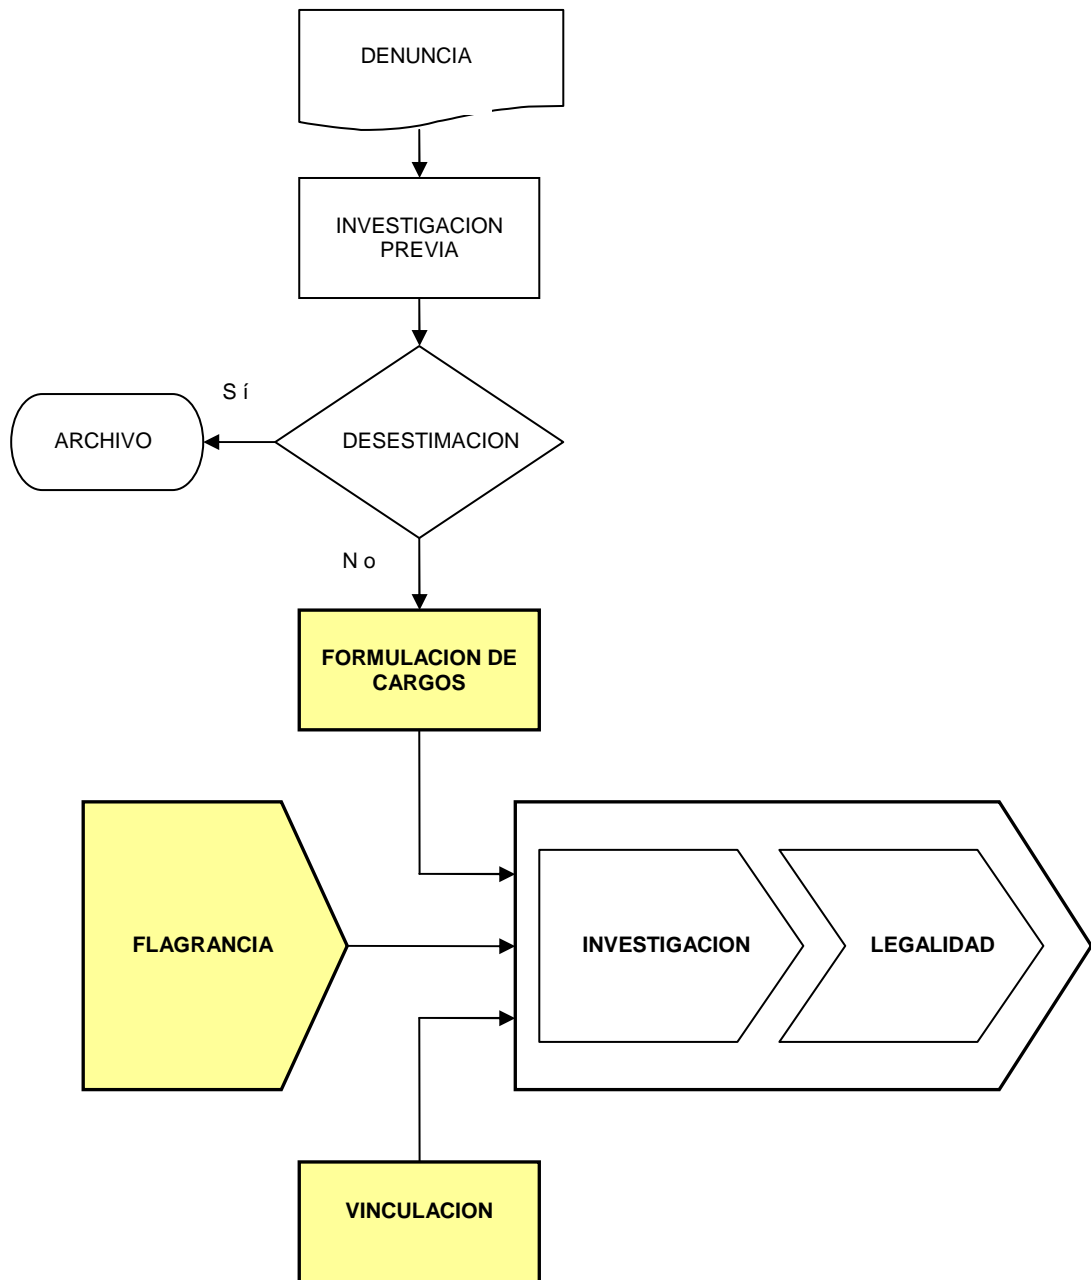 DENUNCIA
INVESTIGACION
PREVIA
S í
ARCHIVO
DESESTIMACION
N o
FORMULACION DE
CARGOS
FLAGRANCIA
INVESTIGACION
LEGALIDAD
VINCULACION